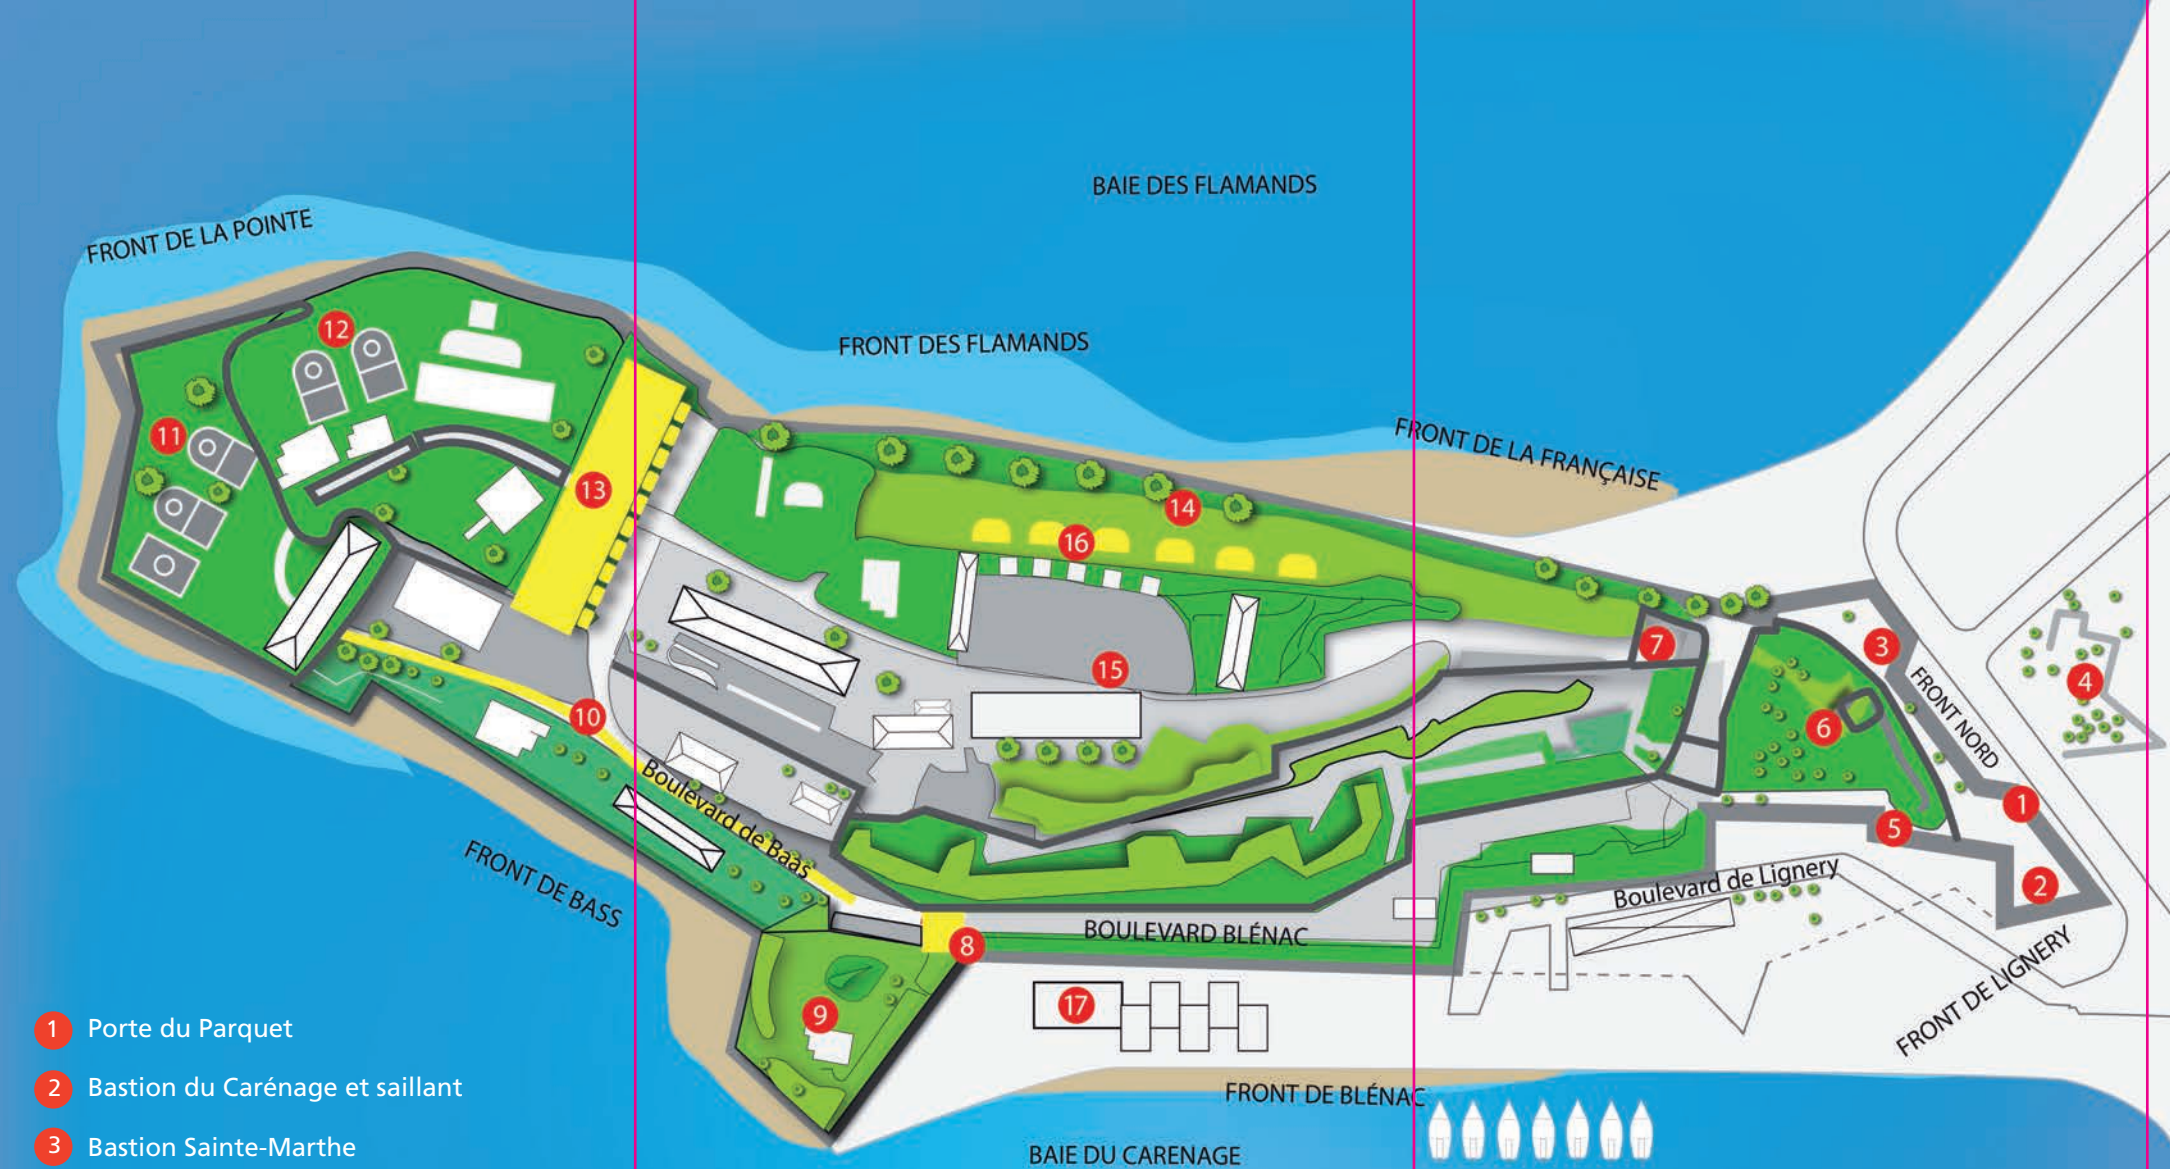 BAIE DES FLAMANDS
FRONT DE LA POINTE
FRONT DES FLAMANDS
FRONT DE LA FRANÇAISE
12
11
13
14
16
7
3
15
4
FRONT NORD
6
10
Boulevard de Baas
1
5
FRONT DE BASS
Boulevard de Lignery
2
BOULEVARD BLÉNAC
8
FRONT DE LIGNERY
17
9
FRONT DE BLÉNAC
BAIE DU CARENAGE
1 Porte du Parquet
2 Bastion du Carénage et saillant
3 Bastion Sainte-Marthe